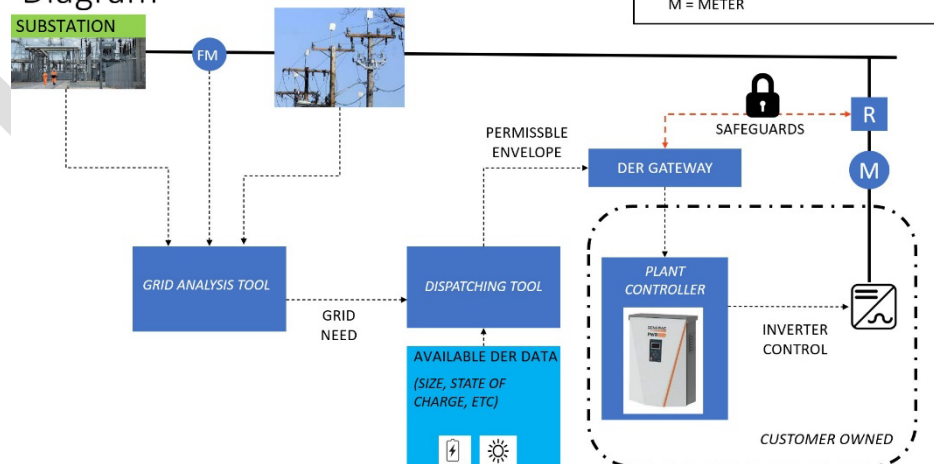 Diagram
M = METER
SUBSTATION
FM
R
M
SAFEGUARDS
PERMISSBLE
ENVELOPE
DER GATEWAY
GRID ANALYSIS TOOL
GRID
NEED
DISPATCHING TOOL
AVAILABLE DER DATA
(SIZE, STATE OF
CHARGE, ETC)
PLANT
CONTROLLER
INVERTER
CONTROL
CUSTOMER OWNED